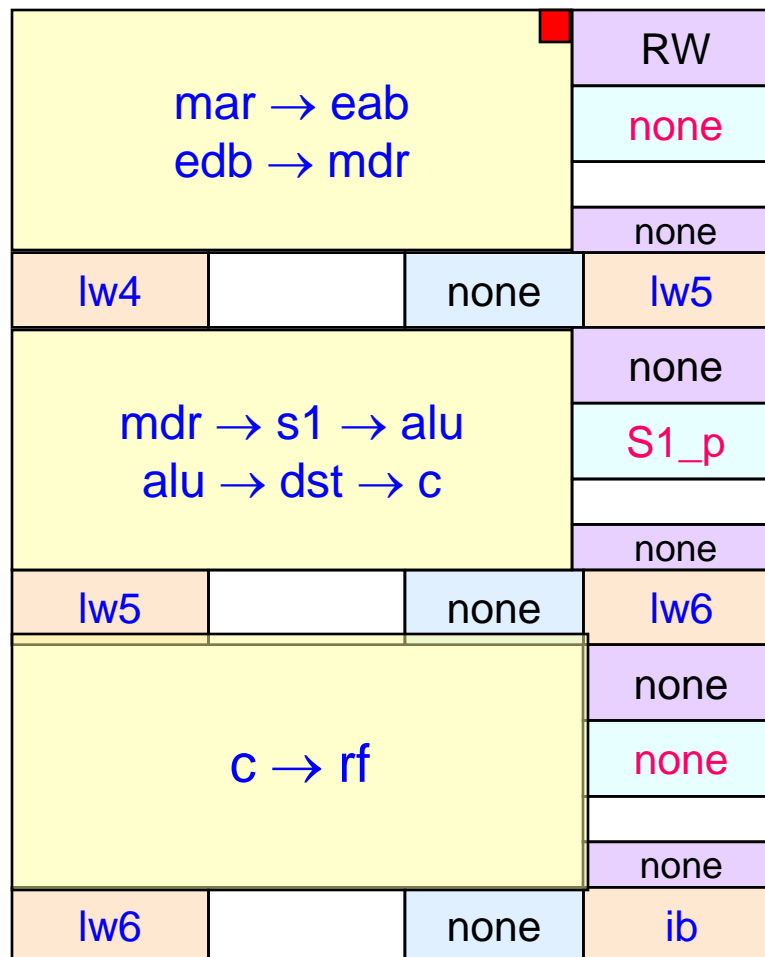 mar → eab
edb → mdr
RW
none
none
lw4
none
lw5
mdr → s1 → alu
alu → dst → c
none
S1_p
none
lw5
none
lw6
c → rf
none
none
none
lw6
none
ib